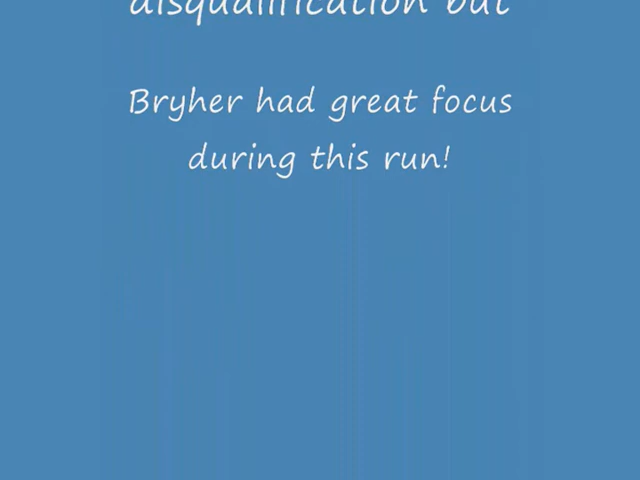 disqualification but
Bryher had great focus
during this run!